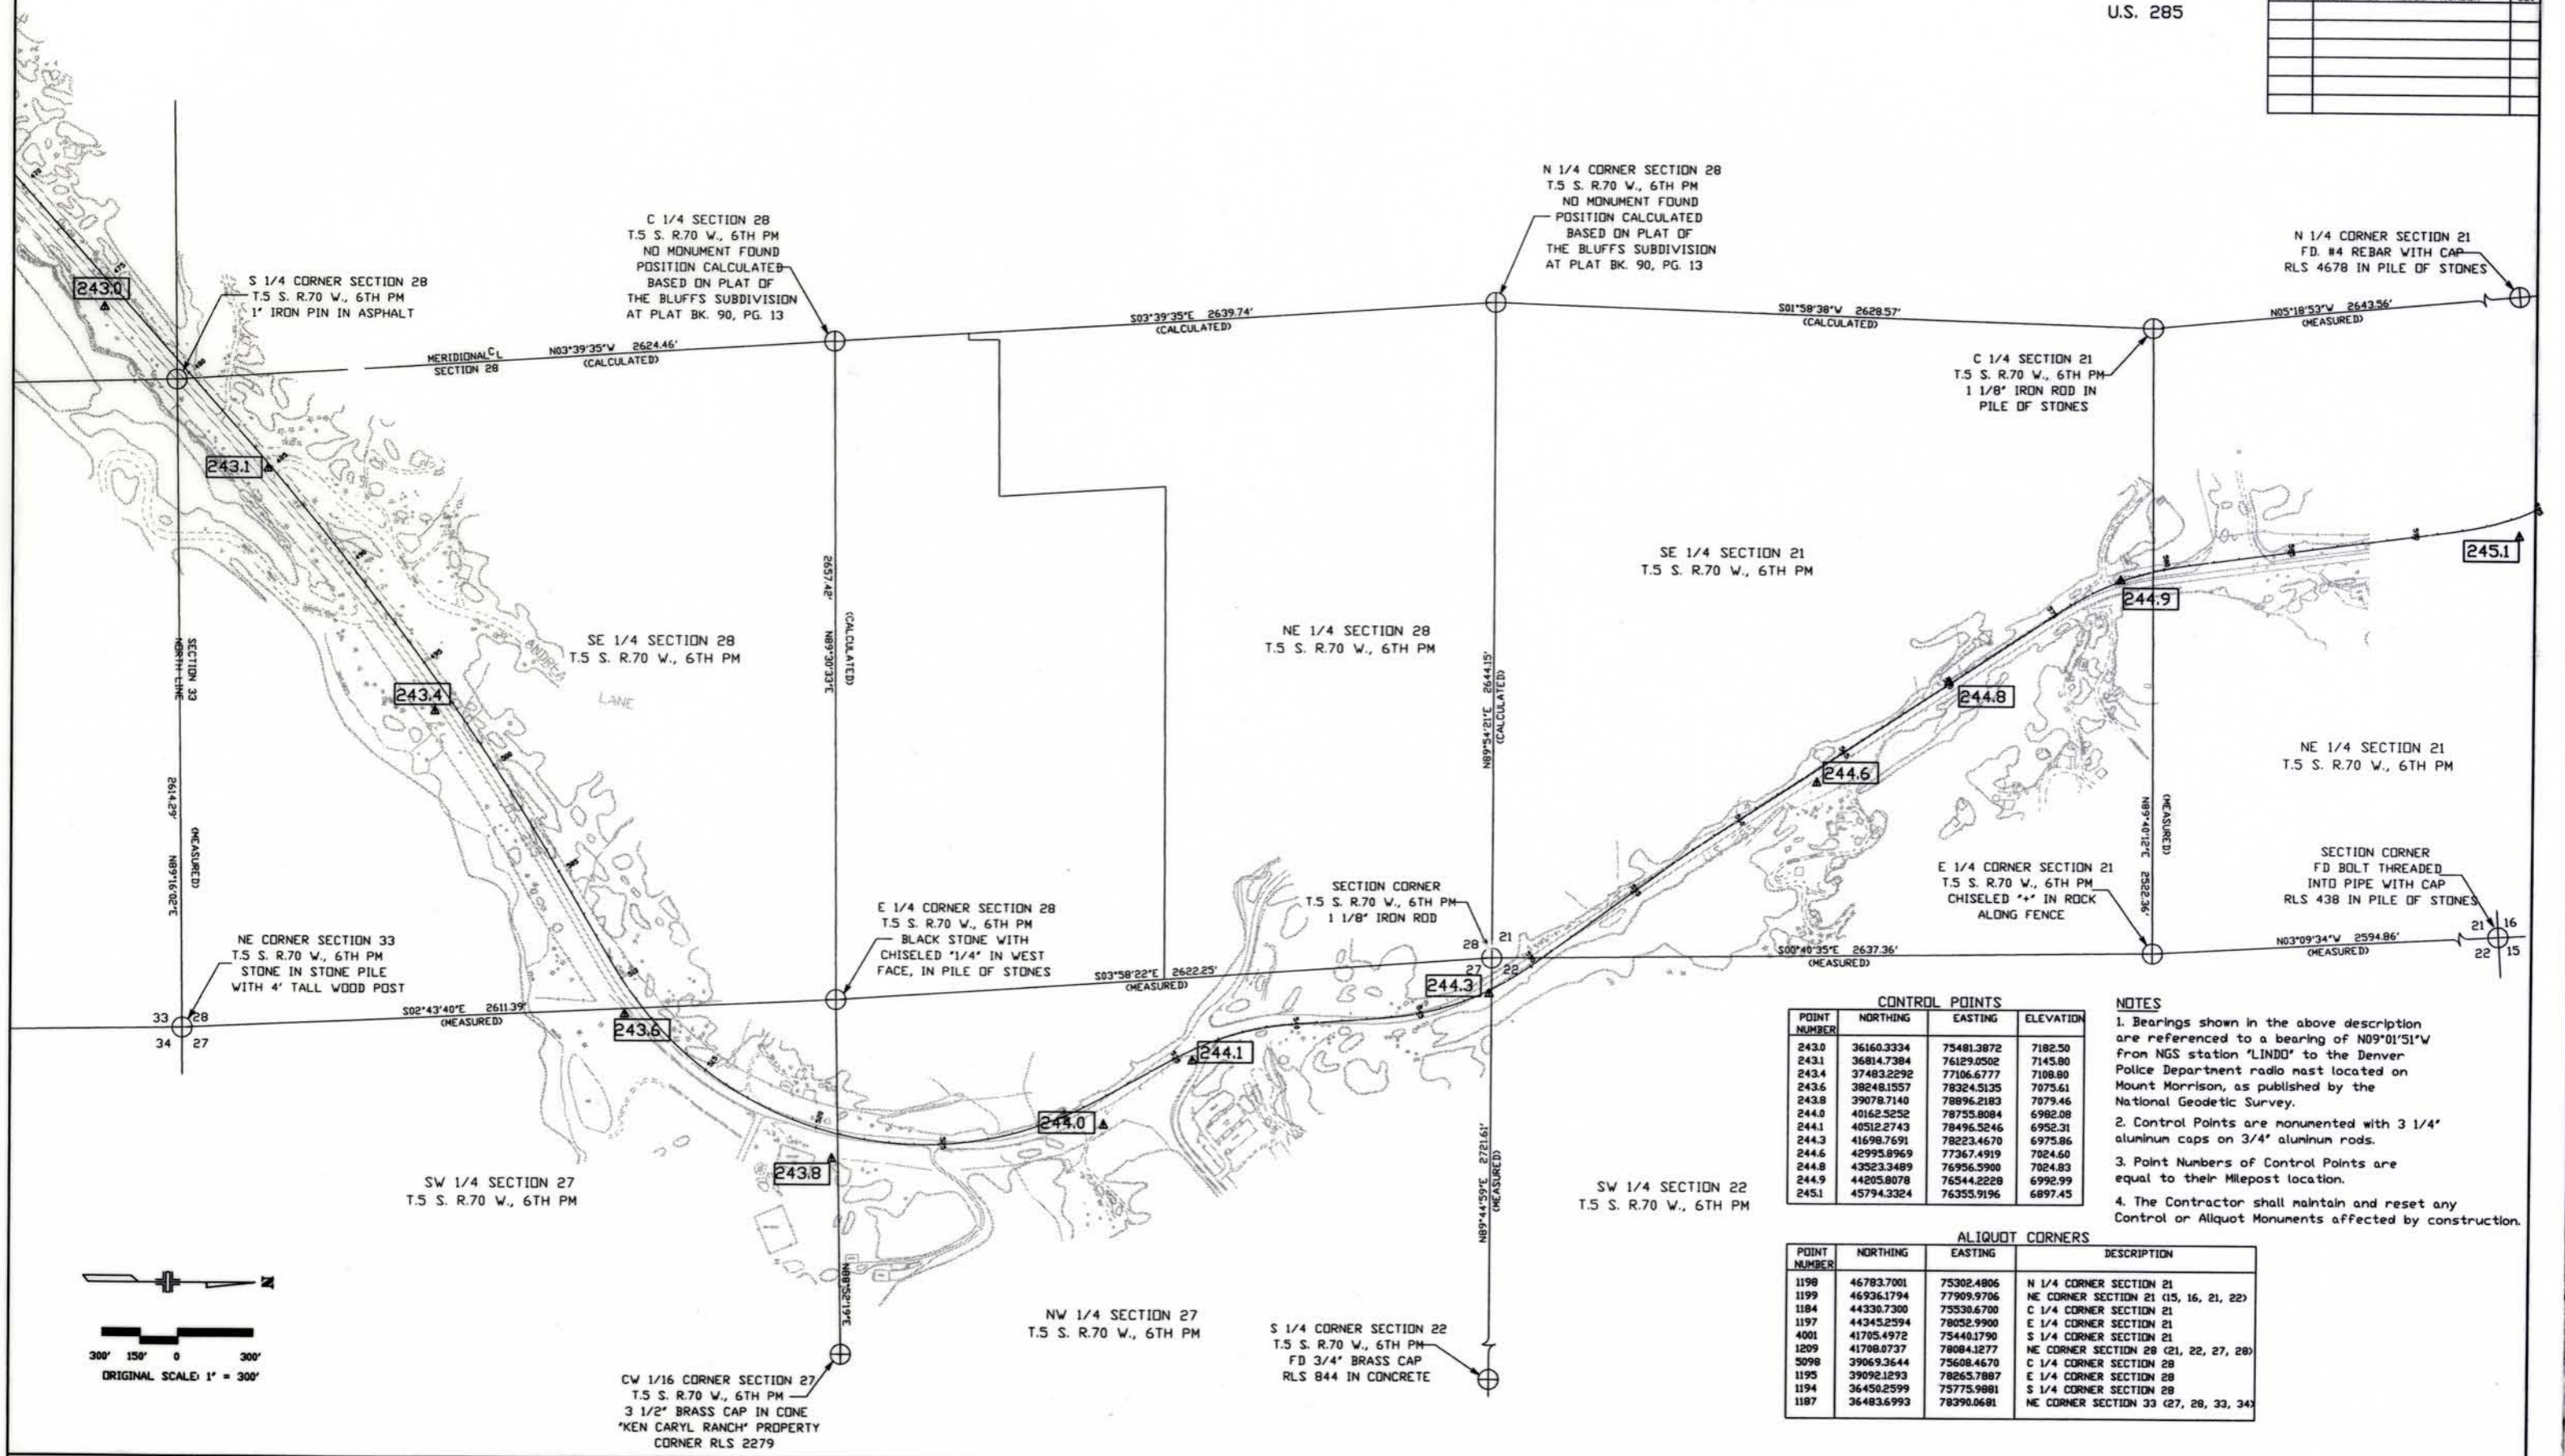 U.S. 285
N 1/4 CORNER SECTION 28
T.5 S. R.70 W., 6TH PM
NO MONUMENT FOUND
POSITION CALCULATED
BASED ON PLAT OF
THE BLUFFS SUBDIVISION
AT PLAT BK. 90, PG. 13
C 1/4 SECTION 28
T.5 S. R.70 W., 6TH PM
NO MONUMENT FOUND
POSITION CALCULATED
BASED ON PLAT OF
THE BLUFFS SUBDIVISION
AT PLAT BK. 90, PG. 13
N 1/4 CORNER SECTION 21
FD. #4 REBAR WITH CAP
RLS 4678 IN PILE OF STONES
S 1/4 CORNER SECTION 28
T.5 S. R.70 W., 6TH PM
1" IRON PIN IN ASPHALT
243.0
MERIDIONAL CL
SECTION 28
N03°39'35"W 2624.46'
(CALCULATED)
S03°39'35"E 2639.74'
(CALCULATED)
S01°58'38"W 2628.57'
(CALCULATED)
N05°18'53"W 2643.56'
(MEASURED)
C 1/4 SECTION 21
T.5 S. R.70 W., 6TH PM
1 1/8" IRON ROD IN
PILE OF STONES
243.1
SECTION 33
NORTH LINE
2614.29' N89°16'02"E
(MEASURED)
243.4
SE 1/4 SECTION 28
T.5 S. R.70 W., 6TH PM
ANDREA
LANE
2657.42' N89°30'33"E
(CALCULATED)
NE 1/4 SECTION 28
T.5 S. R.70 W., 6TH PM
N89°54'21"E 2644.15'
(CALCULATED)
SE 1/4 SECTION 21
T.5 S. R.70 W., 6TH PM
245.1
244.9
244.8
244.6
NE 1/4 SECTION 21
T.5 S. R.70 W., 6TH PM
(MEASURED)
N89°40'12"E 2522.36'
SECTION CORNER
FD BOLT THREADED
INTO PIPE WITH CAP
RLS 438 IN PILE OF STONES
21 16
22 15
E 1/4 CORNER SECTION 21
T.5 S. R.70 W., 6TH PM
CHISELED "+" IN ROCK
ALONG FENCE
SECTION CORNER
T.5 S. R.70 W., 6TH PM
1 1/8" IRON ROD
28 21
27 22
E 1/4 CORNER SECTION 28
T.5 S. R.70 W., 6TH PM
BLACK STONE WITH
CHISELED "1/4" IN WEST
FACE, IN PILE OF STONES
NE CORNER SECTION 33
T.5 S. R.70 W., 6TH PM
STONE IN STONE PILE
WITH 4' TALL WOOD POST
33 28
34 27
S02°43'40"E 2611.39'
(MEASURED)
S03°58'22"E 2622.25'
(MEASURED)
S00°40'35"E 2637.36'
(MEASURED)
N03°09'34"W 2594.86'
(MEASURED)
243.6
244.3
244.1
244.0
243.8
SW 1/4 SECTION 27
T.5 S. R.70 W., 6TH PM
N88°52'19"E
NW 1/4 SECTION 27
T.5 S. R.70 W., 6TH PM
N89°44'59"E 2721.61'
(MEASURED)
SW 1/4 SECTION 22
T.5 S. R.70 W., 6TH PM
S 1/4 CORNER SECTION 22
T.5 S. R.70 W., 6TH PM
FD 3/4" BRASS CAP
RLS 844 IN CONCRETE
CW 1/16 CORNER SECTION 27
T.5 S. R.70 W., 6TH PM
3 1/2" BRASS CAP IN CONE
"KEN CARYL RANCH" PROPERTY
CORNER RLS 2279
N
300' 150' 0 300'
ORIGINAL SCALE: 1" = 300'
CONTROL POINTS
POINT NUMBER NORTHING EASTING ELEVATION
243.0 36160.3334 75481.3872 7182.50
243.1 36814.7384 76129.0502 7145.80
243.4 37483.2292 77106.6777 7108.80
243.6 38248.1557 78324.5135 7075.61
243.8 39078.7140 78896.2183 7079.46
244.0 40162.5252 78755.8084 6982.08
244.1 40512.2743 78496.5246 6952.31
244.3 41698.7691 78223.4670 6975.86
244.6 42995.8969 77367.4919 7024.60
244.8 43523.3489 76956.5900 7024.83
244.9 44205.8078 76544.2228 6992.99
245.1 45794.3324 76355.9196 6897.45
NOTES
1. Bearings shown in the above description
are referenced to a bearing of N09°01'51"W
from NGS station "LINDO" to the Denver
Police Department radio mast located on
Mount Morrison, as published by the
National Geodetic Survey.
2. Control Points are monumented with 3 1/4"
aluminum caps on 3/4" aluminum rods.
3. Point Numbers of Control Points are
equal to their Milepost location.
4. The Contractor shall maintain and reset any
Control or Aliquot Monuments affected by construction.
ALIQUOT CORNERS
POINT NUMBER NORTHING EASTING DESCRIPTION
1198 46783.7001 75302.4806 N 1/4 CORNER SECTION 21
1199 46936.1794 77909.9706 NE CORNER SECTION 21 (15, 16, 21, 22)
1184 44330.7300 75530.6700 C 1/4 CORNER SECTION 21
1197 44345.2594 78052.9900 E 1/4 CORNER SECTION 21
4001 41705.4972 75440.1790 S 1/4 CORNER SECTION 21
1209 41708.0737 78084.1277 NE CORNER SECTION 28 (21, 22, 27, 28)
5098 39069.3644 75608.4670 C 1/4 CORNER SECTION 28
1195 39092.1293 78265.7887 E 1/4 CORNER SECTION 28
1194 36450.2599 75775.9881 S 1/4 CORNER SECTION 28
1187 36483.6993 78390.0681 NE CORNER SECTION 33 (27, 28, 33, 34)